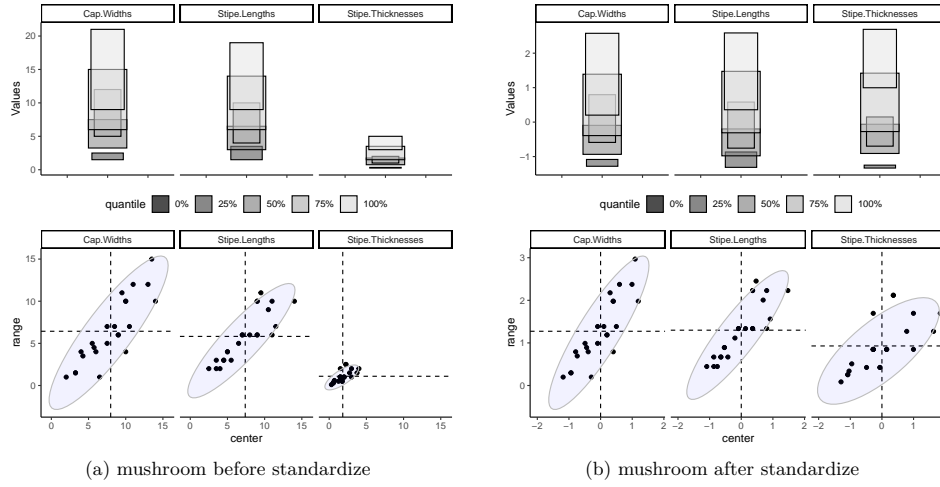 Cap.Widths Stipe.Lengths Stipe.Thicknesses
20
15
10
5
0
Values
quantile 0% 25% 50% 75% 100%
Cap.Widths Stipe.Lengths Stipe.Thicknesses
15
10
5
0
range
0 5 10 15 0 5 10 15 0 5 10 15
center
(a) mushroom before standardize
Cap.Widths Stipe.Lengths Stipe.Thicknesses
2
1
0
−1
Values
quantile 0% 25% 50% 75% 100%
Cap.Widths Stipe.Lengths Stipe.Thicknesses
3
2
1
0
range
−2 −1 0 1 2 −2 −1 0 1 2 −2 −1 0 1
center
(b) mushroom after standardize